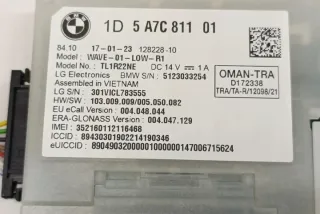 BMW
1D 5 A7C 811 01
84.10 17-01-23 128228-10
Model : WAVE-01-LOW-R1
Model No. : TL1R22NE DC 14 V ⎓ 1 A
LG Electronics BMW S/N : 5123033254
Assembled in VIETNAM
LG S/N : 301VICL783555
HW/SW : 103.009.009/005.050.082
EU eCall Version : 004.048.044
ERA-GLONASS Version : 004.047.129
IMEI : 352160112116468
ICCID : 89430301902214190346
eUICCID : 89049032000001000000147006715624
OMAN-TRA
D172338
TRA/TA-R/12098/21